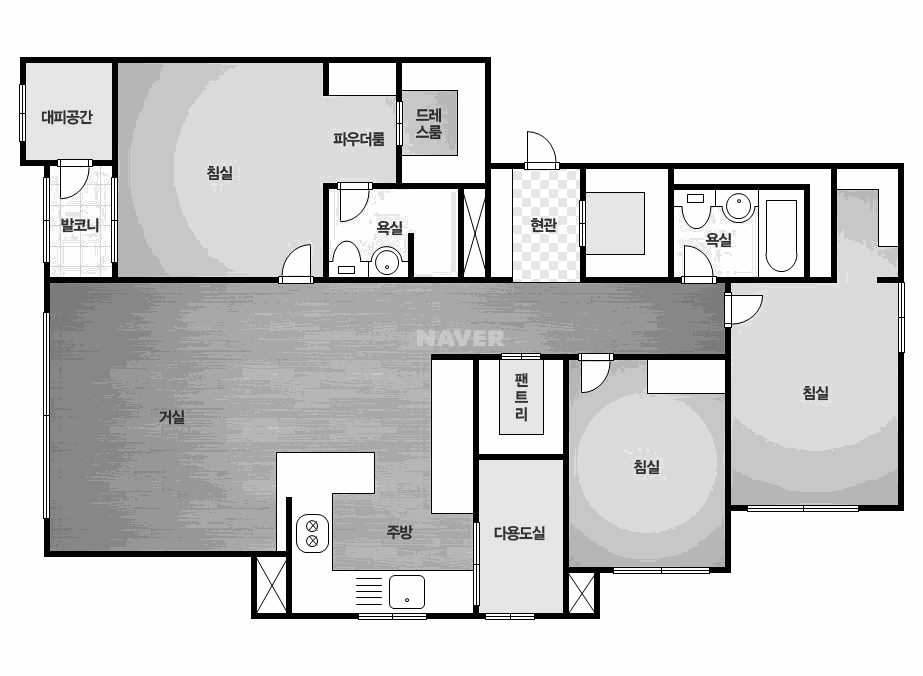 대피공간
드레
스룸
파우더룸
침실
발코니
욕실
현관
욕실
NAVER
팬
트
리
침실
거실
침실
주방
다용도실